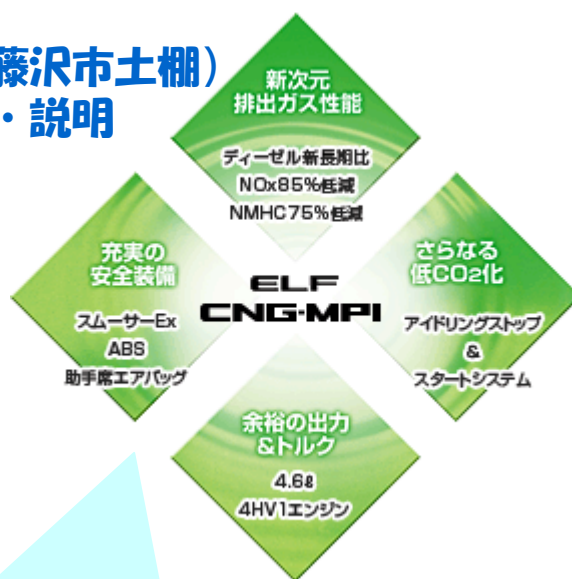 藤沢市土棚）
・説明
新次元
排出ガス性能
ディーゼル新長期比
NOx85%低減
NMHC75%低減
充実の
安全装備
スムーサーEx
ABS
助手席エアバッグ
ELF
CNG-MPI
さらなる
低CO2化
アイドリングストップ
&
スタートシステム
余裕の出力
&トルク
4.6ℓ
4HV1エンジン